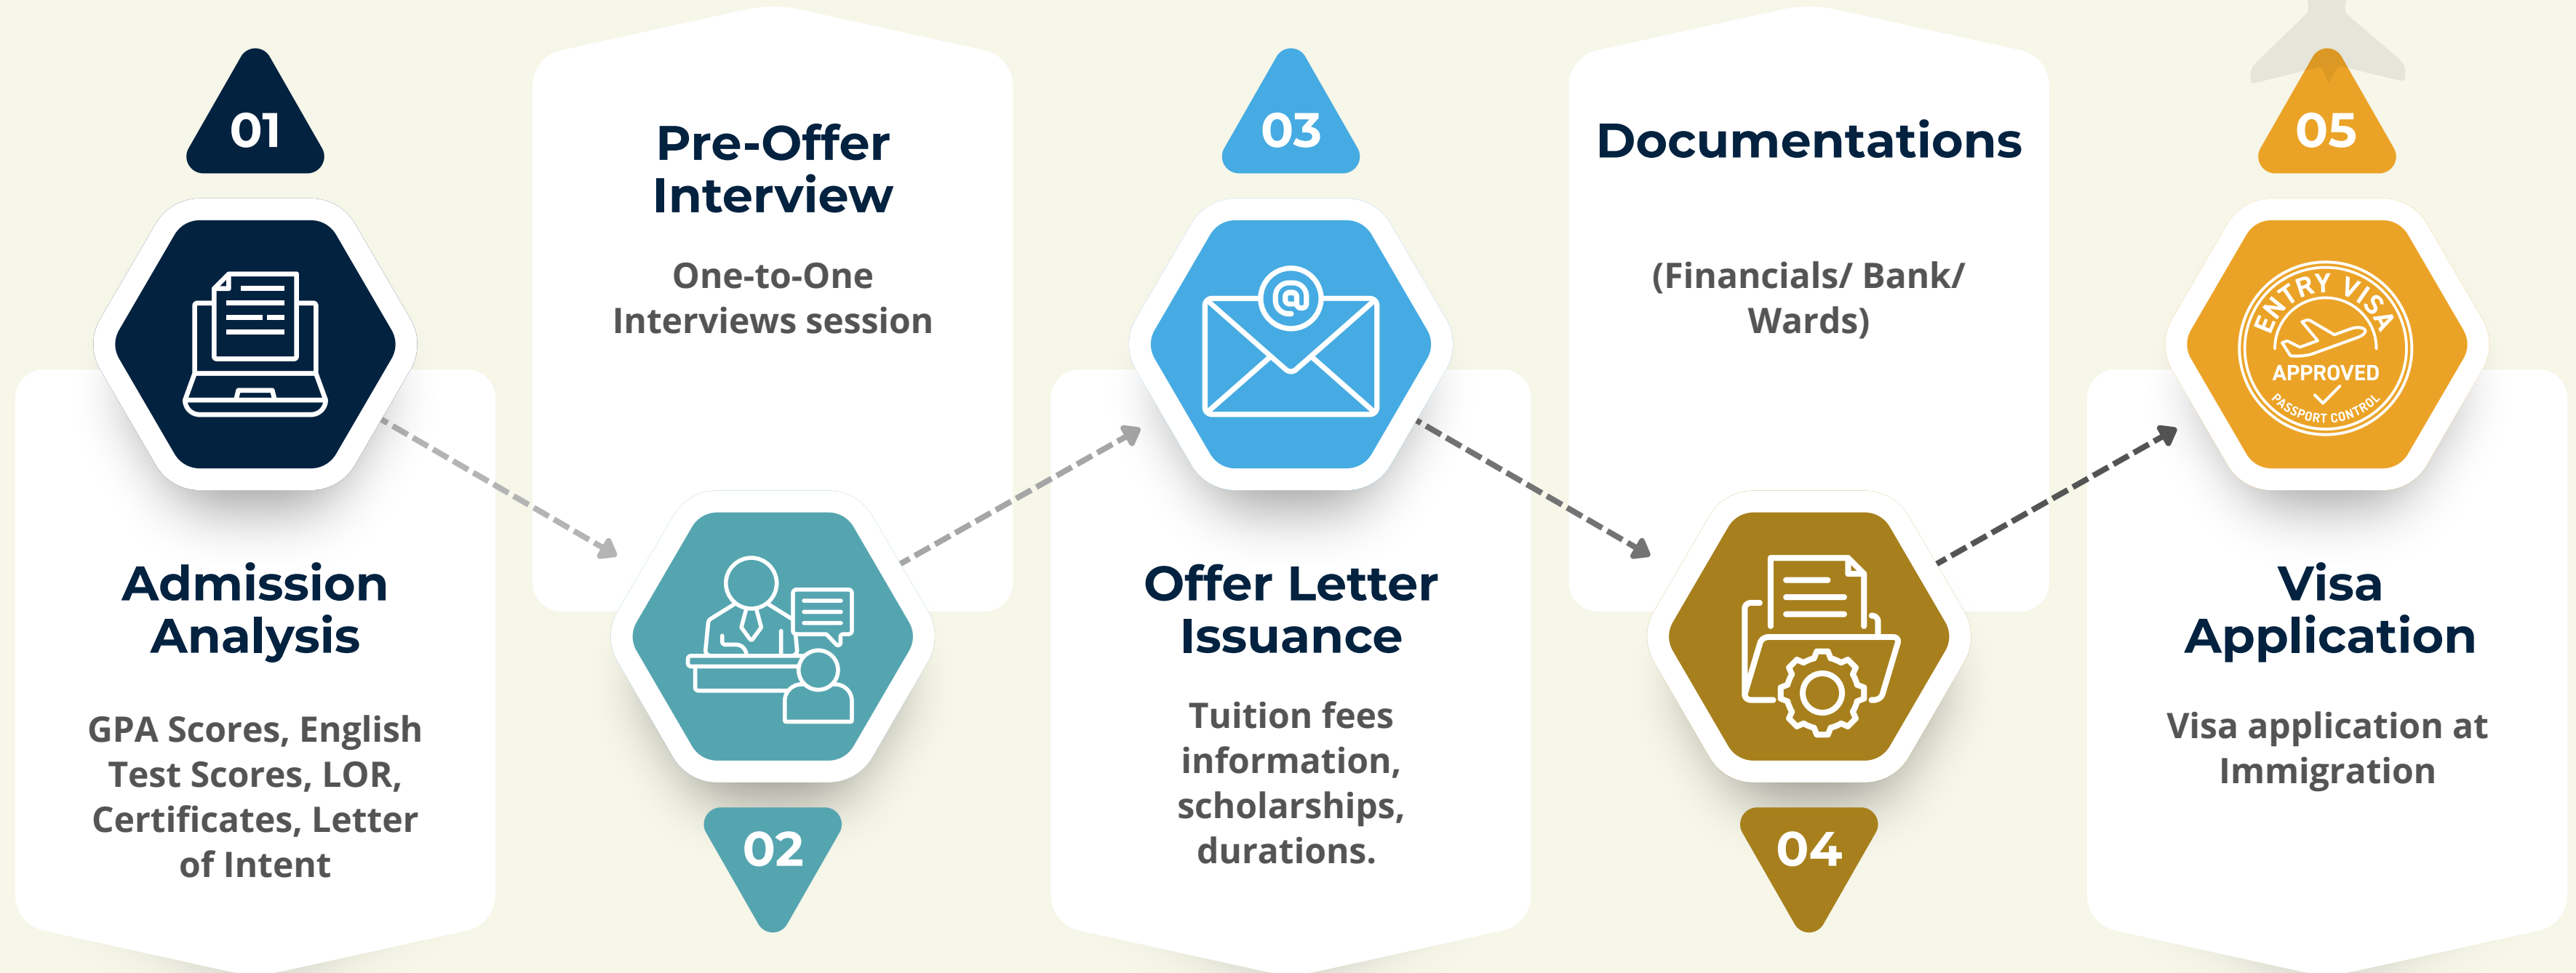 01
Admission
Analysis
GPA Scores, English
Test Scores, LOR,
Certificates, Letter
of Intent
Pre-Offer
Interview
One-to-One
Interviews session
02
03
@
Offer Letter
Issuance
Tuition fees
information,
scholarships,
durations.
Documentations
(Financials/ Bank/
Wards)
04
05
ENTRY VISA
APPROVED
PASSPORT CONTROL
Visa
Application
Visa application at
Immigration